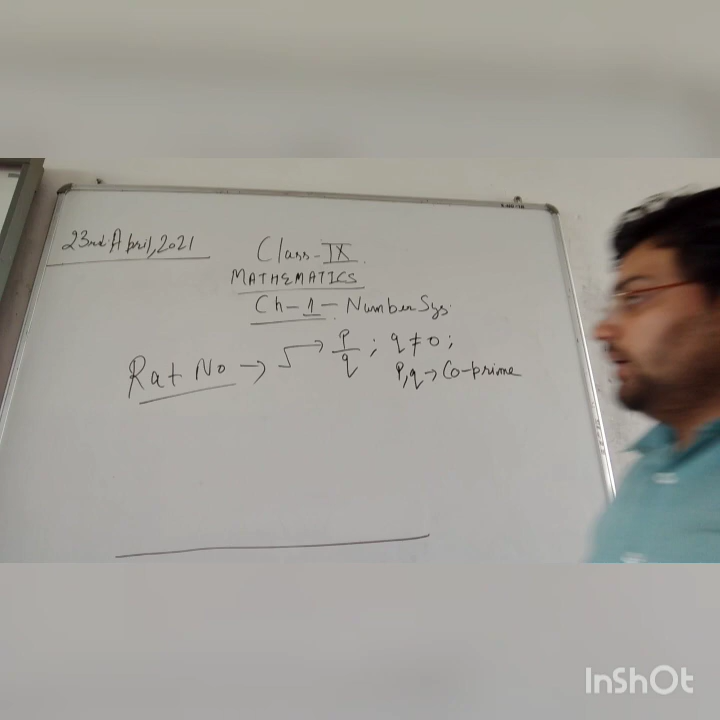 23rd April, 2021
Class-IX
MATHEMATICS
Ch-1-Number Sys.
Rat No → → p/q ; q ≠ 0 ;
P,q → Co-prime
InShOt